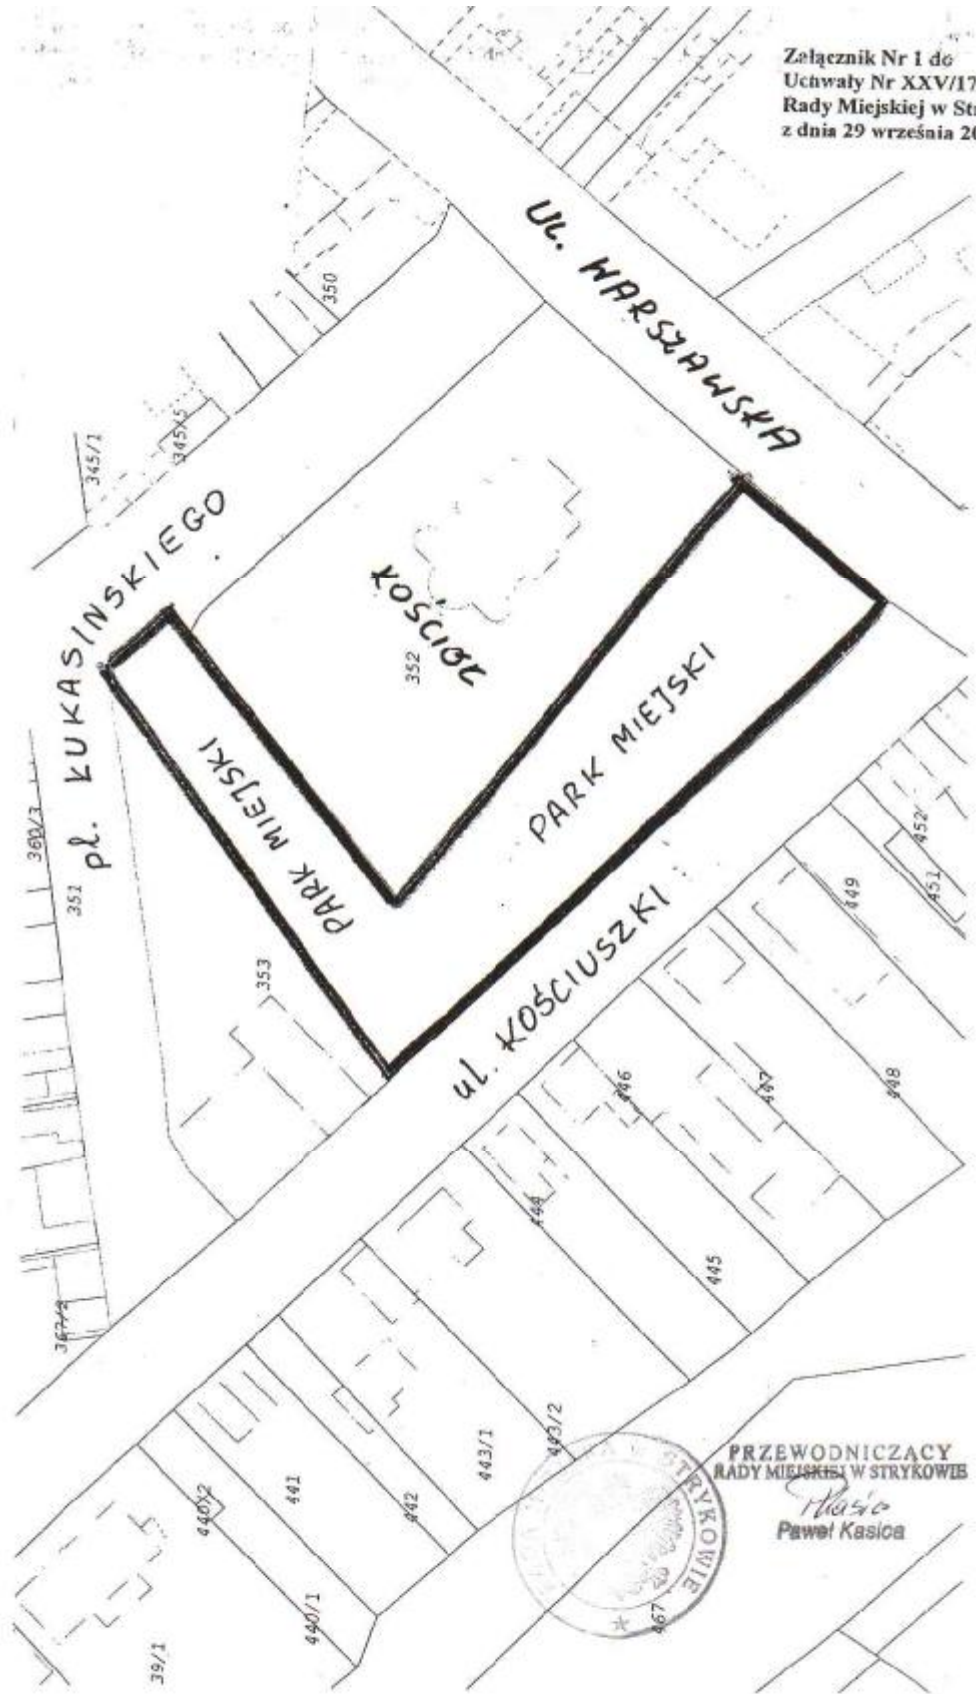 Załącznik Nr 1 do
Uchwały Nr XXV/17
Rady Miejskiej w Str
z dnia 29 września 20
UL. WARSZAWSKA
350
345/1
345/5
pl. ŁUKASIŃSKIEGO
KOŚCIÓŁ
352
PARK MIEJSKI
PARK MIEJSKI
360/3
351
353
ul. KOŚCIUSZKI
452
451
449
448
447
446
445
444
443/2
443/1
442
441
440/2
440/1
39/1
367/2
467
STRYKOWIE
PRZEWODNICZĄCY
RADY MIEJSKIEJ W STRYKOWIE
Paweł Kasica